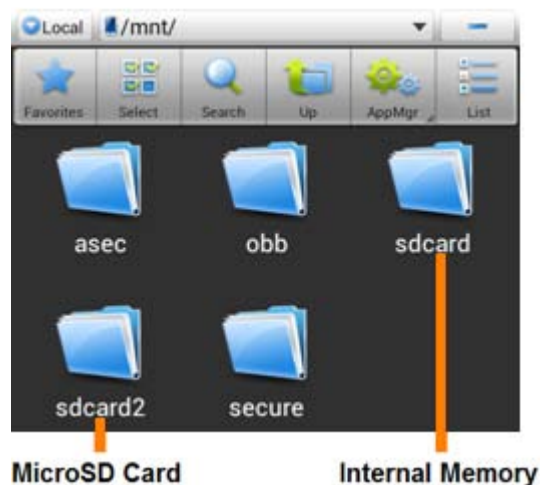 Local /mnt/
Favorites Select Search Up AppMgr List
asec obb sdcard
sdcard2 secure
MicroSD Card Internal Memory